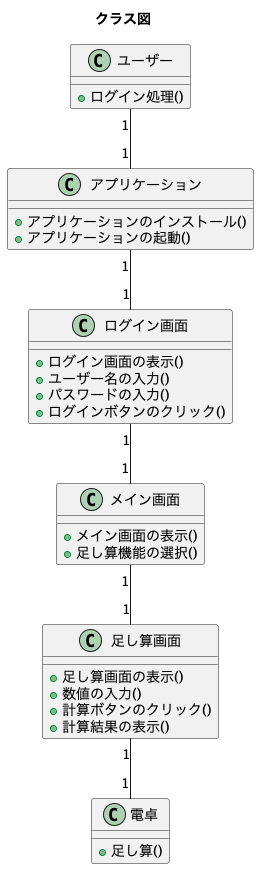 クラス図
C ユーザー
ログイン処理()
1
1
C アプリケーション
アプリケーションのインストール()
アプリケーションの起動()
1
1
C ログイン画面
ログイン画面の表示()
ユーザー名の入力()
パスワードの入力()
ログインボタンのクリック()
1
1
C メイン画面
メイン画面の表示()
足し算機能の選択()
1
1
C 足し算画面
足し算画面の表示()
数値の入力()
計算ボタンのクリック()
計算結果の表示()
1
1
C 電卓
足し算()